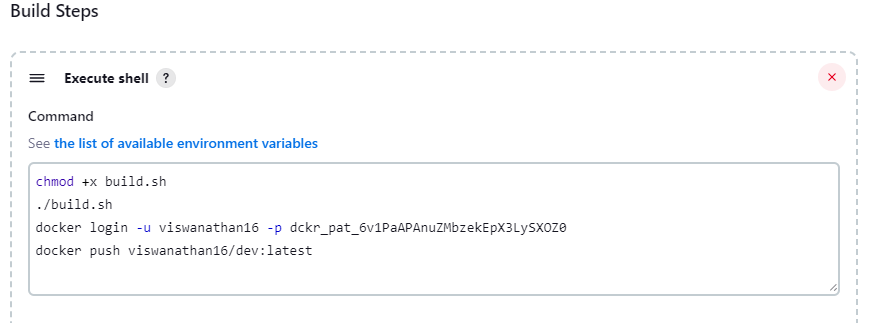 Build Steps
Execute shell ?
Command
See the list of available environment variables
chmod +x build.sh
./build.sh
docker login -u viswanathan16 -p dckr_pat_6v1PaAPAnuZMbzekEpX3LySXOZ0
docker push viswanathan16/dev:latest